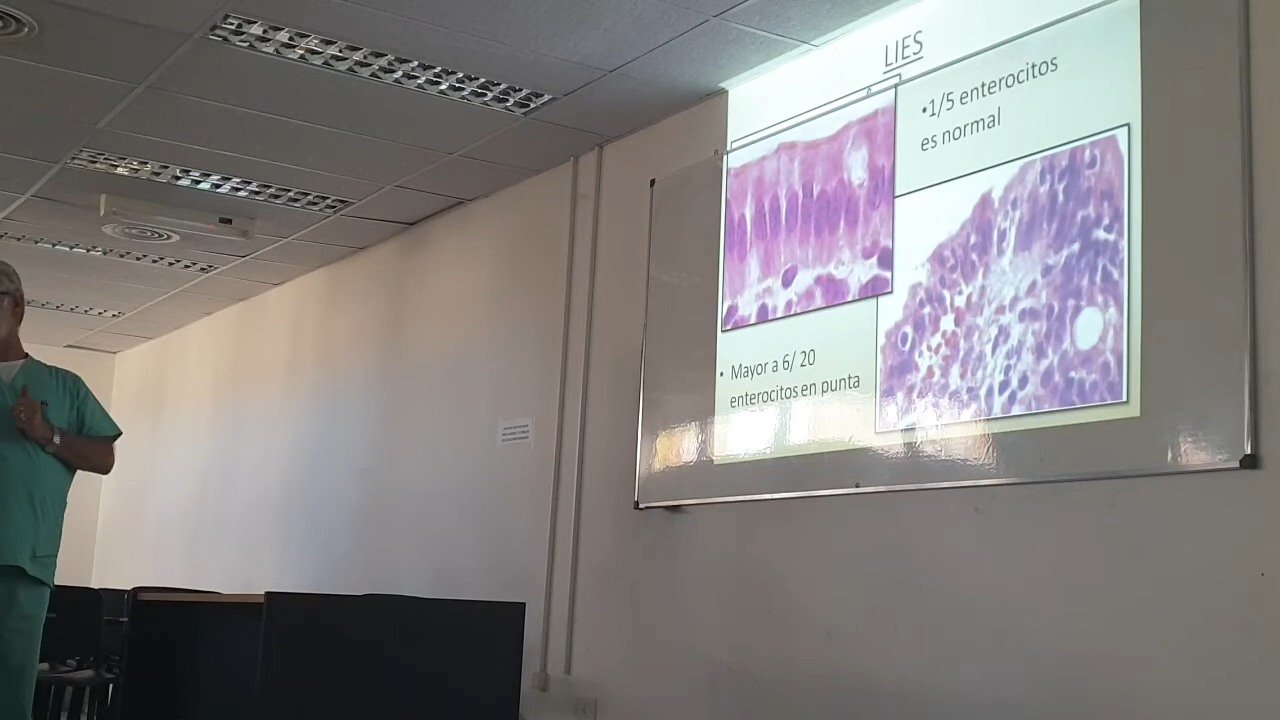 LIES
•1/5 enterocitos
es normal
• Mayor a 6/ 20
enterocitos en punta